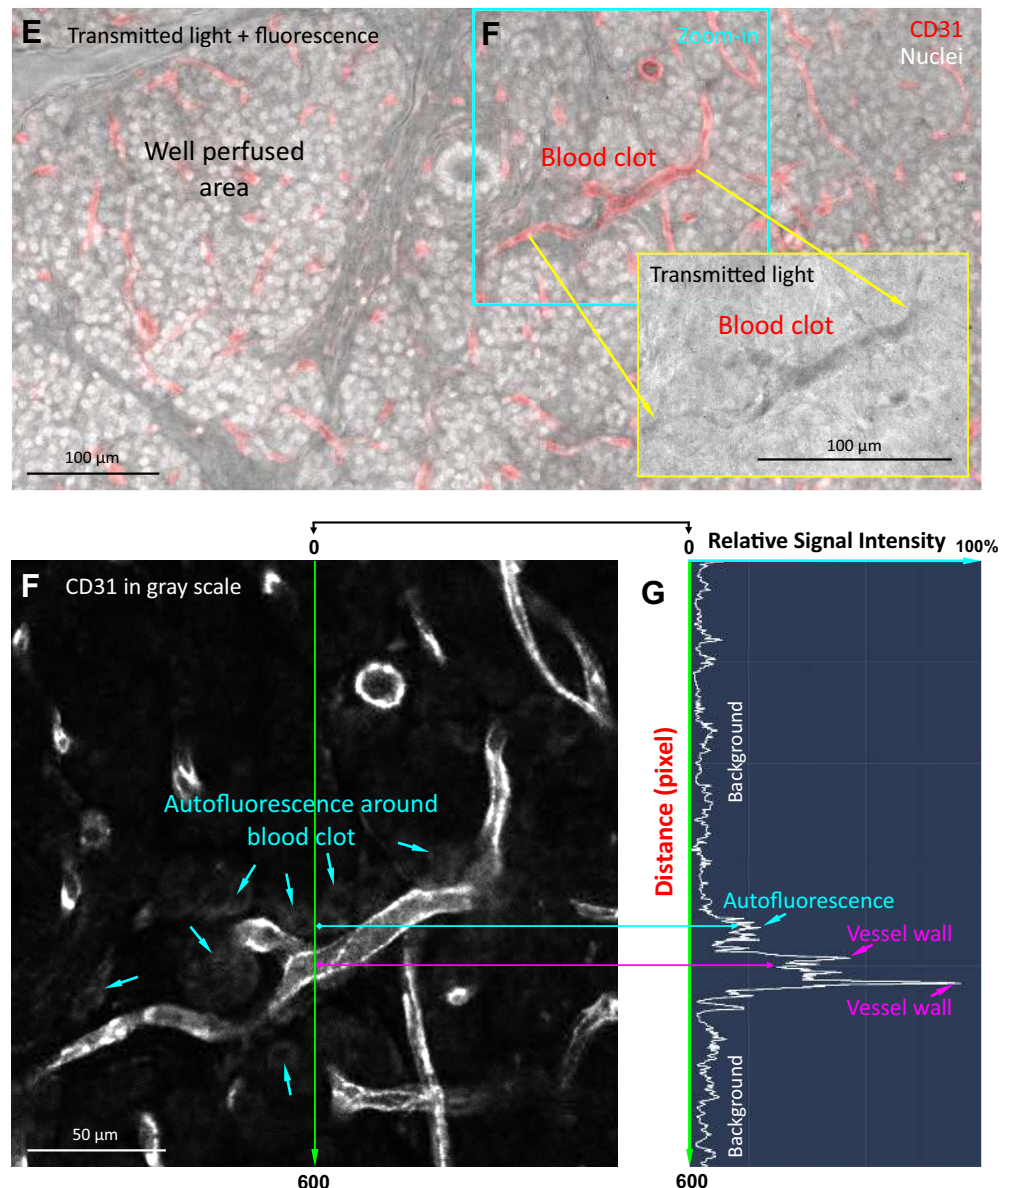 E Transmitted light + fluorescence
F Zoom-in
CD31
Nuclei
Well perfused
area
Blood clot
Transmitted light
Blood clot
100 µm
100 µm
0
0
Relative Signal Intensity 100%
F CD31 in gray scale
G
Background
Distance (pixel)
Autofluorescence around
blood clot
Autofluorescence
Vessel wall
Vessel wall
Background
50 µm
600
600